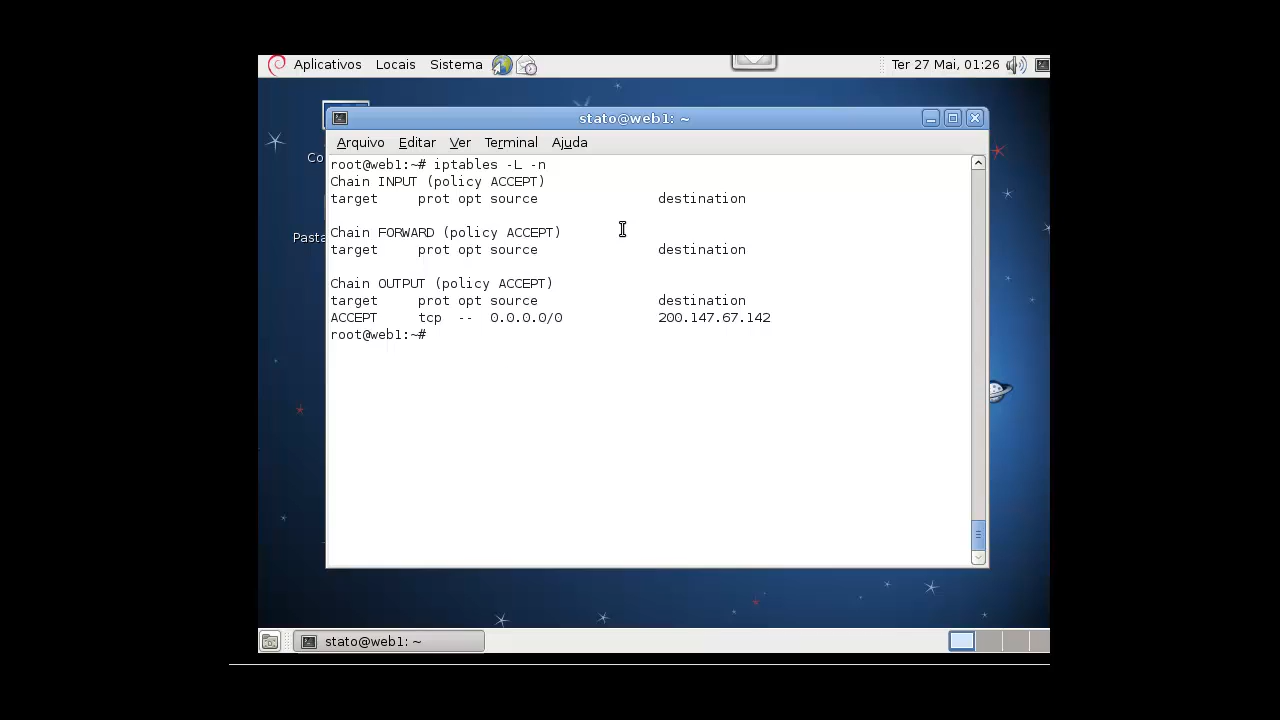 Aplicativos Locais Sistema Ter 27 Mai, 01:26
stato@web1: ~
Arquivo Editar Ver Terminal Ajuda
root@web1:~# iptables -L -n
Chain INPUT (policy ACCEPT)
target     prot opt source               destination

Chain FORWARD (policy ACCEPT)
target     prot opt source               destination

Chain OUTPUT (policy ACCEPT)
target     prot opt source               destination
ACCEPT     tcp  --  0.0.0.0/0            200.147.67.142
root@web1:~#
Co
Pasta
stato@web1: ~